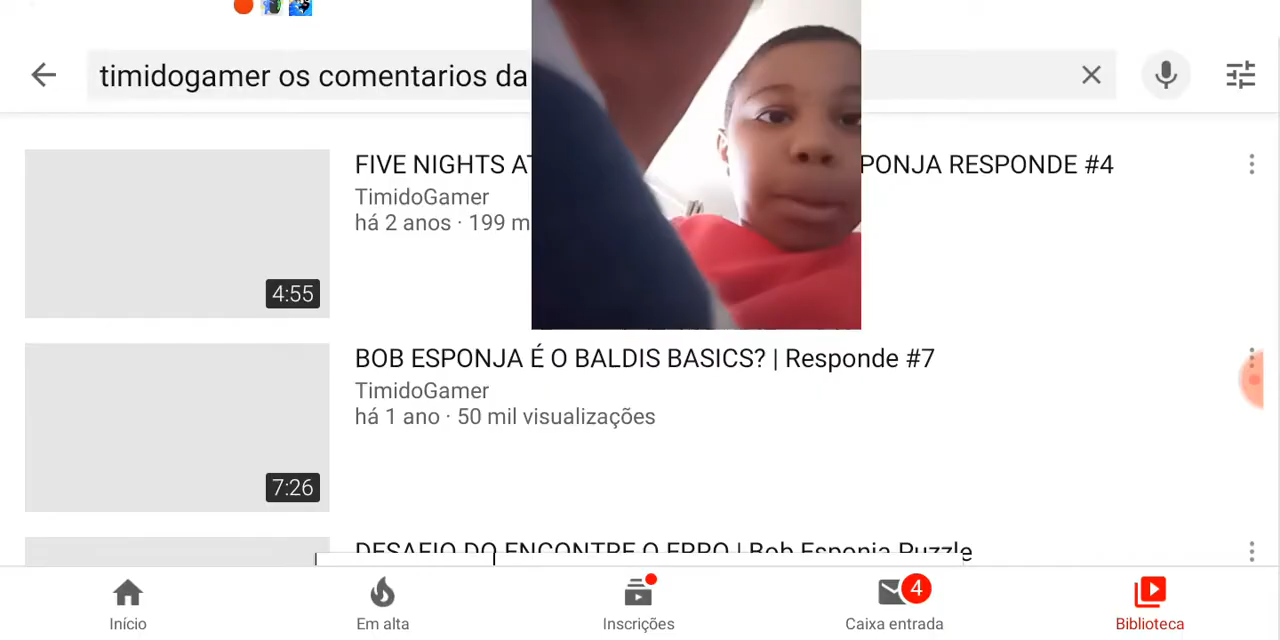 timidogamer os comentarios da
FIVE NIGHTS AT PONJA RESPONDE #4
TimidoGamer
há 2 anos · 199 m
4:55
BOB ESPONJA É O BALDIS BASICS? | Responde #7
TimidoGamer
há 1 ano · 50 mil visualizações
7:26
DESAFIO DO ENCONTRE O ERRO | Bob Esponja Puzzle
Início
Em alta
Inscrições
4
Caixa entrada
Biblioteca